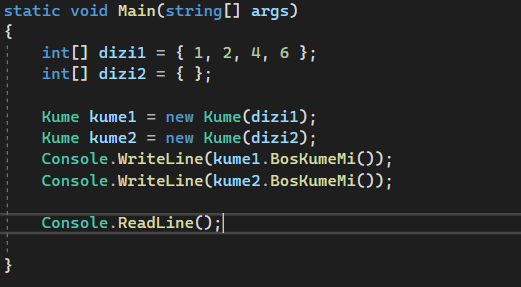 static void Main(string[] args)
{
int[] dizi1 = { 1, 2, 4, 6 };
int[] dizi2 = { };
Kume kume1 = new Kume(dizi1);
Kume kume2 = new Kume(dizi2);
Console.WriteLine(kume1.BosKumeMi());
Console.WriteLine(kume2.BosKumeMi());
Console.ReadLine();
}